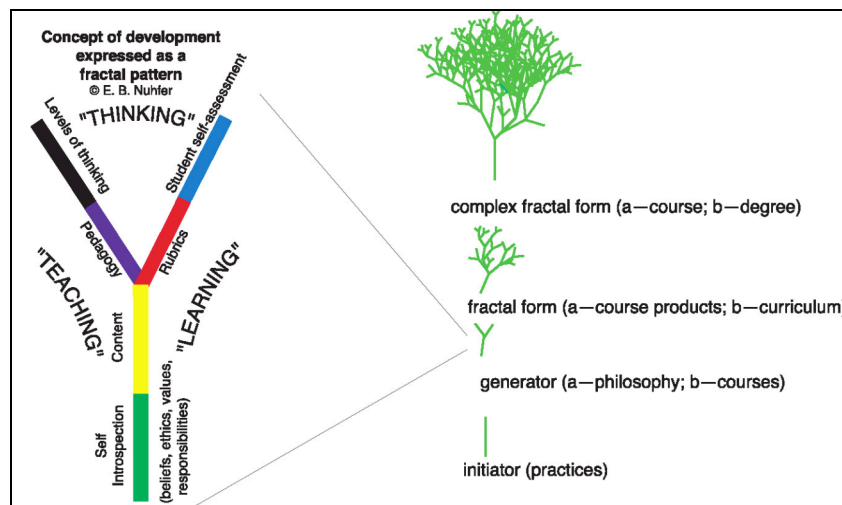 Concept of development
expressed as a
fractal pattern
© E. B. Nuhfer
"THINKING"
Levels of thinking
Student self-assessment
Pedagogy
Rubrics
"TEACHING"
"LEARNING"
Content
Self
Introspection
(beliefs, ethics, values,
responsibilities)
complex fractal form (a—course; b—degree)
fractal form (a—course products; b—curriculum)
generator (a—philosophy; b—courses)
initiator (practices)